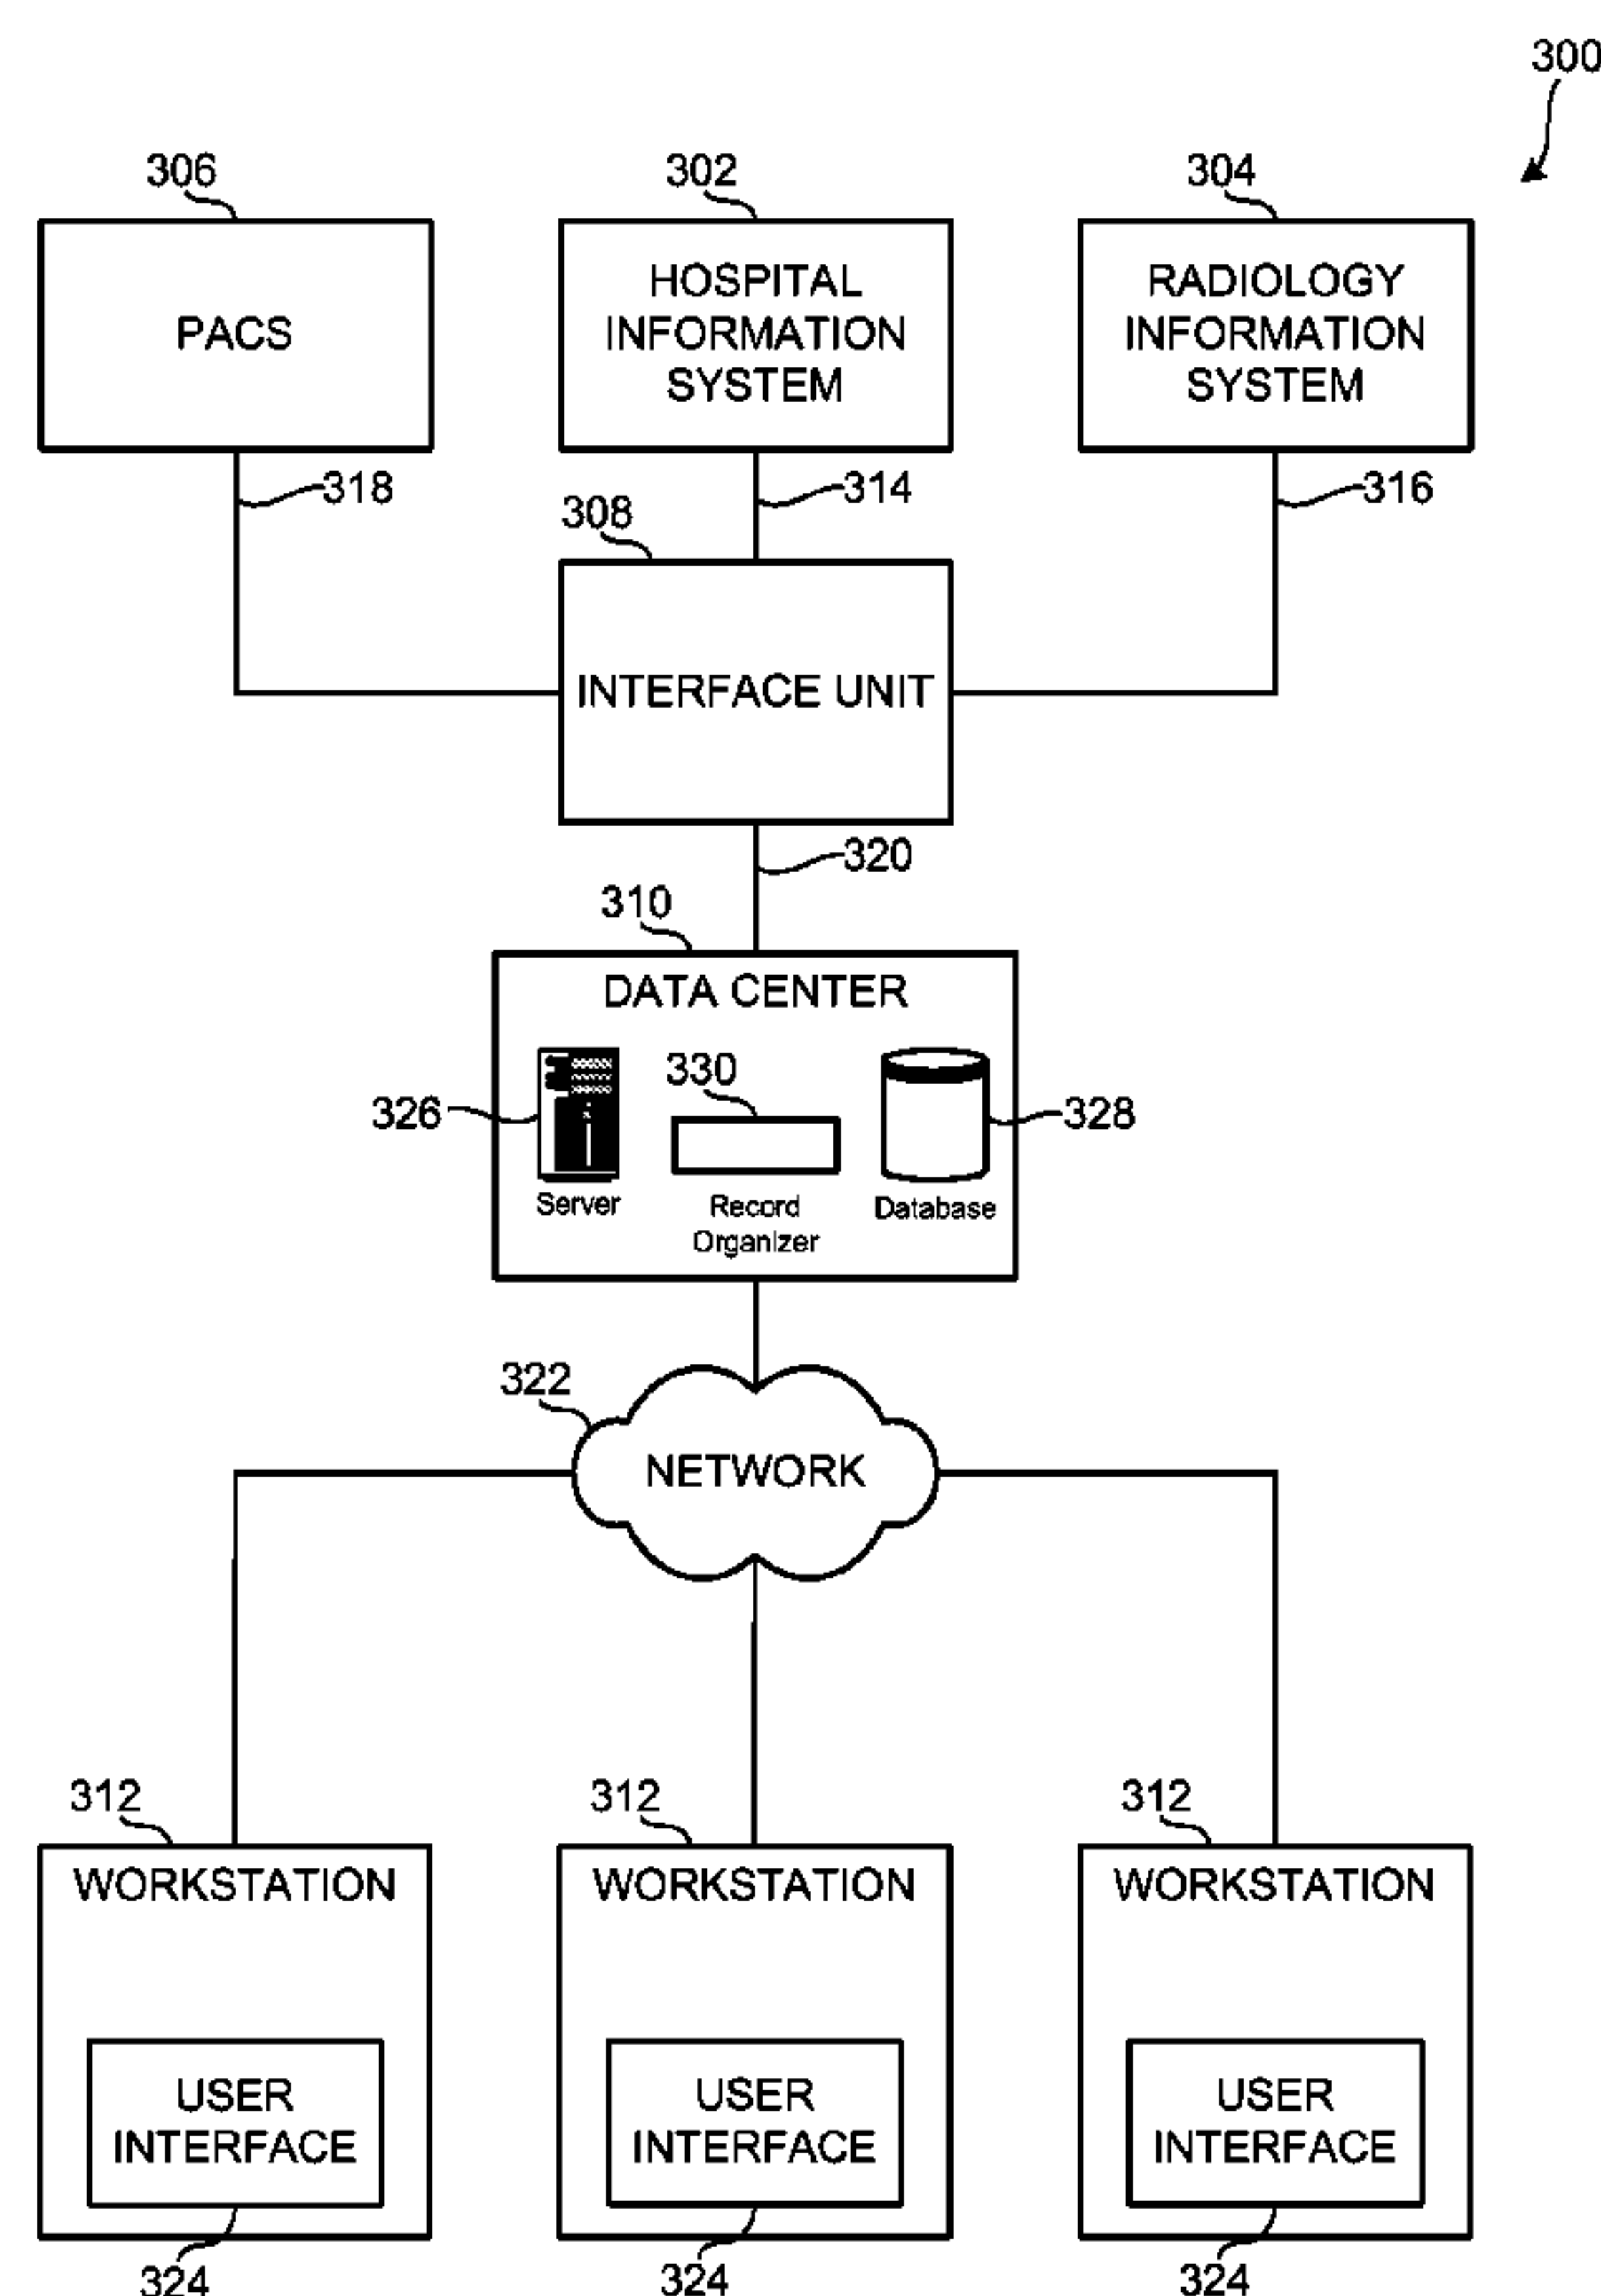 300
306
302
304
PACS
HOSPITAL
INFORMATION
SYSTEM
RADIOLOGY
INFORMATION
SYSTEM
318
314
316
308
INTERFACE UNIT
320
310
DATA CENTER
326
330
328
Server
Record
Organizer
Database
322
NETWORK
312
312
312
WORKSTATION
WORKSTATION
WORKSTATION
USER
INTERFACE
USER
INTERFACE
USER
INTERFACE
324
324
324